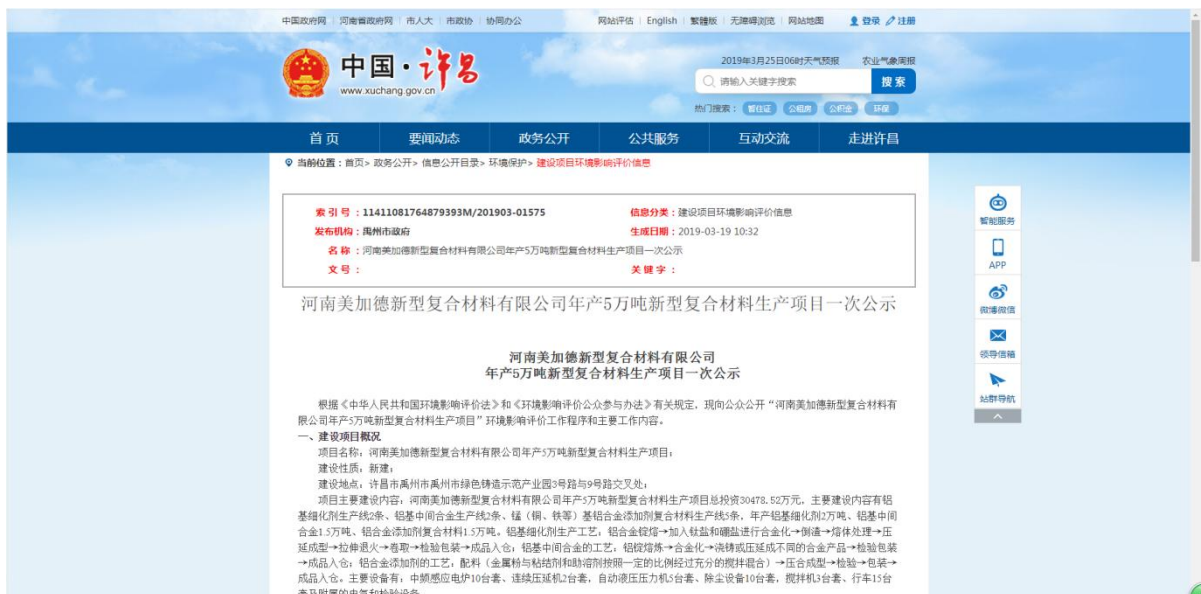 中国政府网 | 河南省政府网 | 市人大 | 市政协 | 协同办公 网站评估 | English | 繁體版 | 无障碍浏览 | 网站地图 登录 注册
中国·许昌
www.xuchang.gov.cn
2019年3月25日06时天气预报 农业气象周报
请输入关键字搜索 搜索
热门搜索： 暂住证 公租房 公积金 环保
首页 要闻动态 政务公开 公共服务 互动交流 走进许昌
当前位置：首页> 政务公开> 信息公开目录> 环境保护> 建设项目环境影响评价信息
索引号：11411081764879393M/201903-01575 信息分类：建设项目环境影响评价信息
发布机构：禹州市政府 生成日期：2019-03-19 10:32
名称：河南美加德新型复合材料有限公司年产5万吨新型复合材料生产项目一次公示
文号： 关键字：
河南美加德新型复合材料有限公司年产5万吨新型复合材料生产项目一次公示
河南美加德新型复合材料有限公司
年产5万吨新型复合材料生产项目一次公示
根据《中华人民共和国环境影响评价法》和《环境影响评价公众参与办法》有关规定，现向公众公开“河南美加德新型复合材料有
限公司年产5万吨新型复合材料生产项目”环境影响评价工作程序和主要工作内容。
一、建设项目概况
项目名称：河南美加德新型复合材料有限公司年产5万吨新型复合材料生产项目；
建设性质：新建；
建设地点：许昌市禹州市禹州市绿色铸造示范产业园3号路与9号路交叉处；
项目主要建设内容：河南美加德新型复合材料有限公司年产5万吨新型复合材料生产项目总投资30478.52万元，主要建设内容有铝
基细化剂生产线2条、铝基中间合金生产线2条、锰（铜、铁等）基铝合金添加剂复合材料生产线5条，年产铝基细化剂2万吨、铝基中间
合金1.5万吨、铝合金添加剂复合材料1.5万吨。铝基细化剂生产工艺：铝合金锭熔→加入钛盐和硼盐进行合金化→倒渣→熔体处理→压
延成型→拉伸退火→卷取→检验包装→成品入仓；铝基中间合金的工艺：铝锭熔炼→合金化→浇铸或压延成不同的合金产品→检验包装
→成品入仓；铝合金添加剂的工艺：配料（金属粉与粘结剂和助溶剂按照一定的比例经过充分的搅拌混合）→压合成型→检验→包装→
成品入仓。主要设备有：中频感应电炉10台套、连续压延机2台套，自动液压压力机5台套、除尘设备10台套，搅拌机3台套、行车15台
套及附属的电气和检验设备
智能服务
APP
微博微信
领导信箱
站群导航